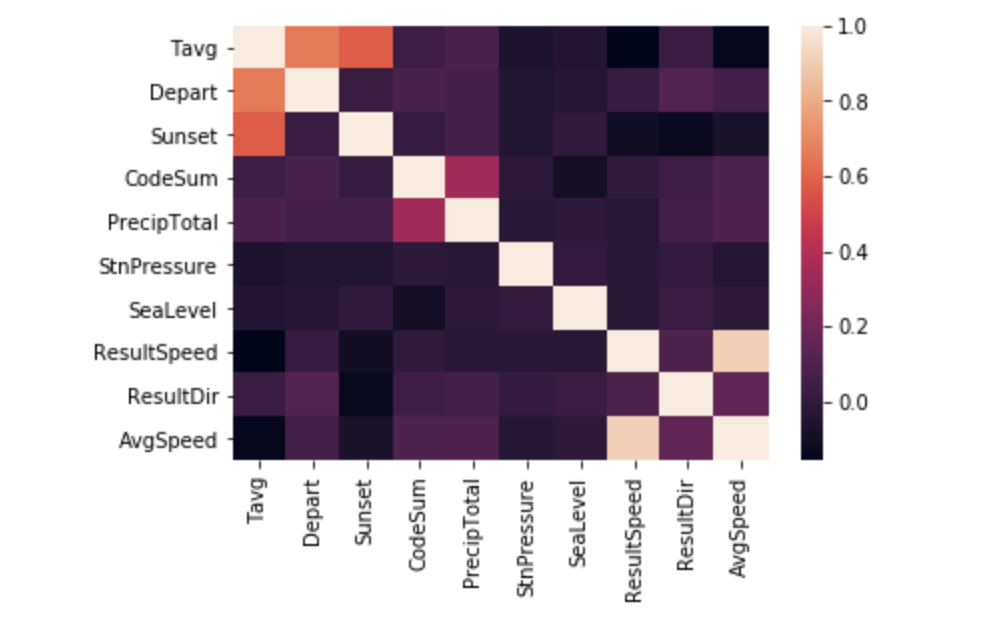 Tavg
Depart
Sunset
CodeSum
PrecipTotal
StnPressure
SeaLevel
ResultSpeed
ResultDir
AvgSpeed
Tavg
Depart
Sunset
CodeSum
PrecipTotal
StnPressure
SeaLevel
ResultSpeed
ResultDir
AvgSpeed
1.0
0.8
0.6
0.4
0.2
0.0